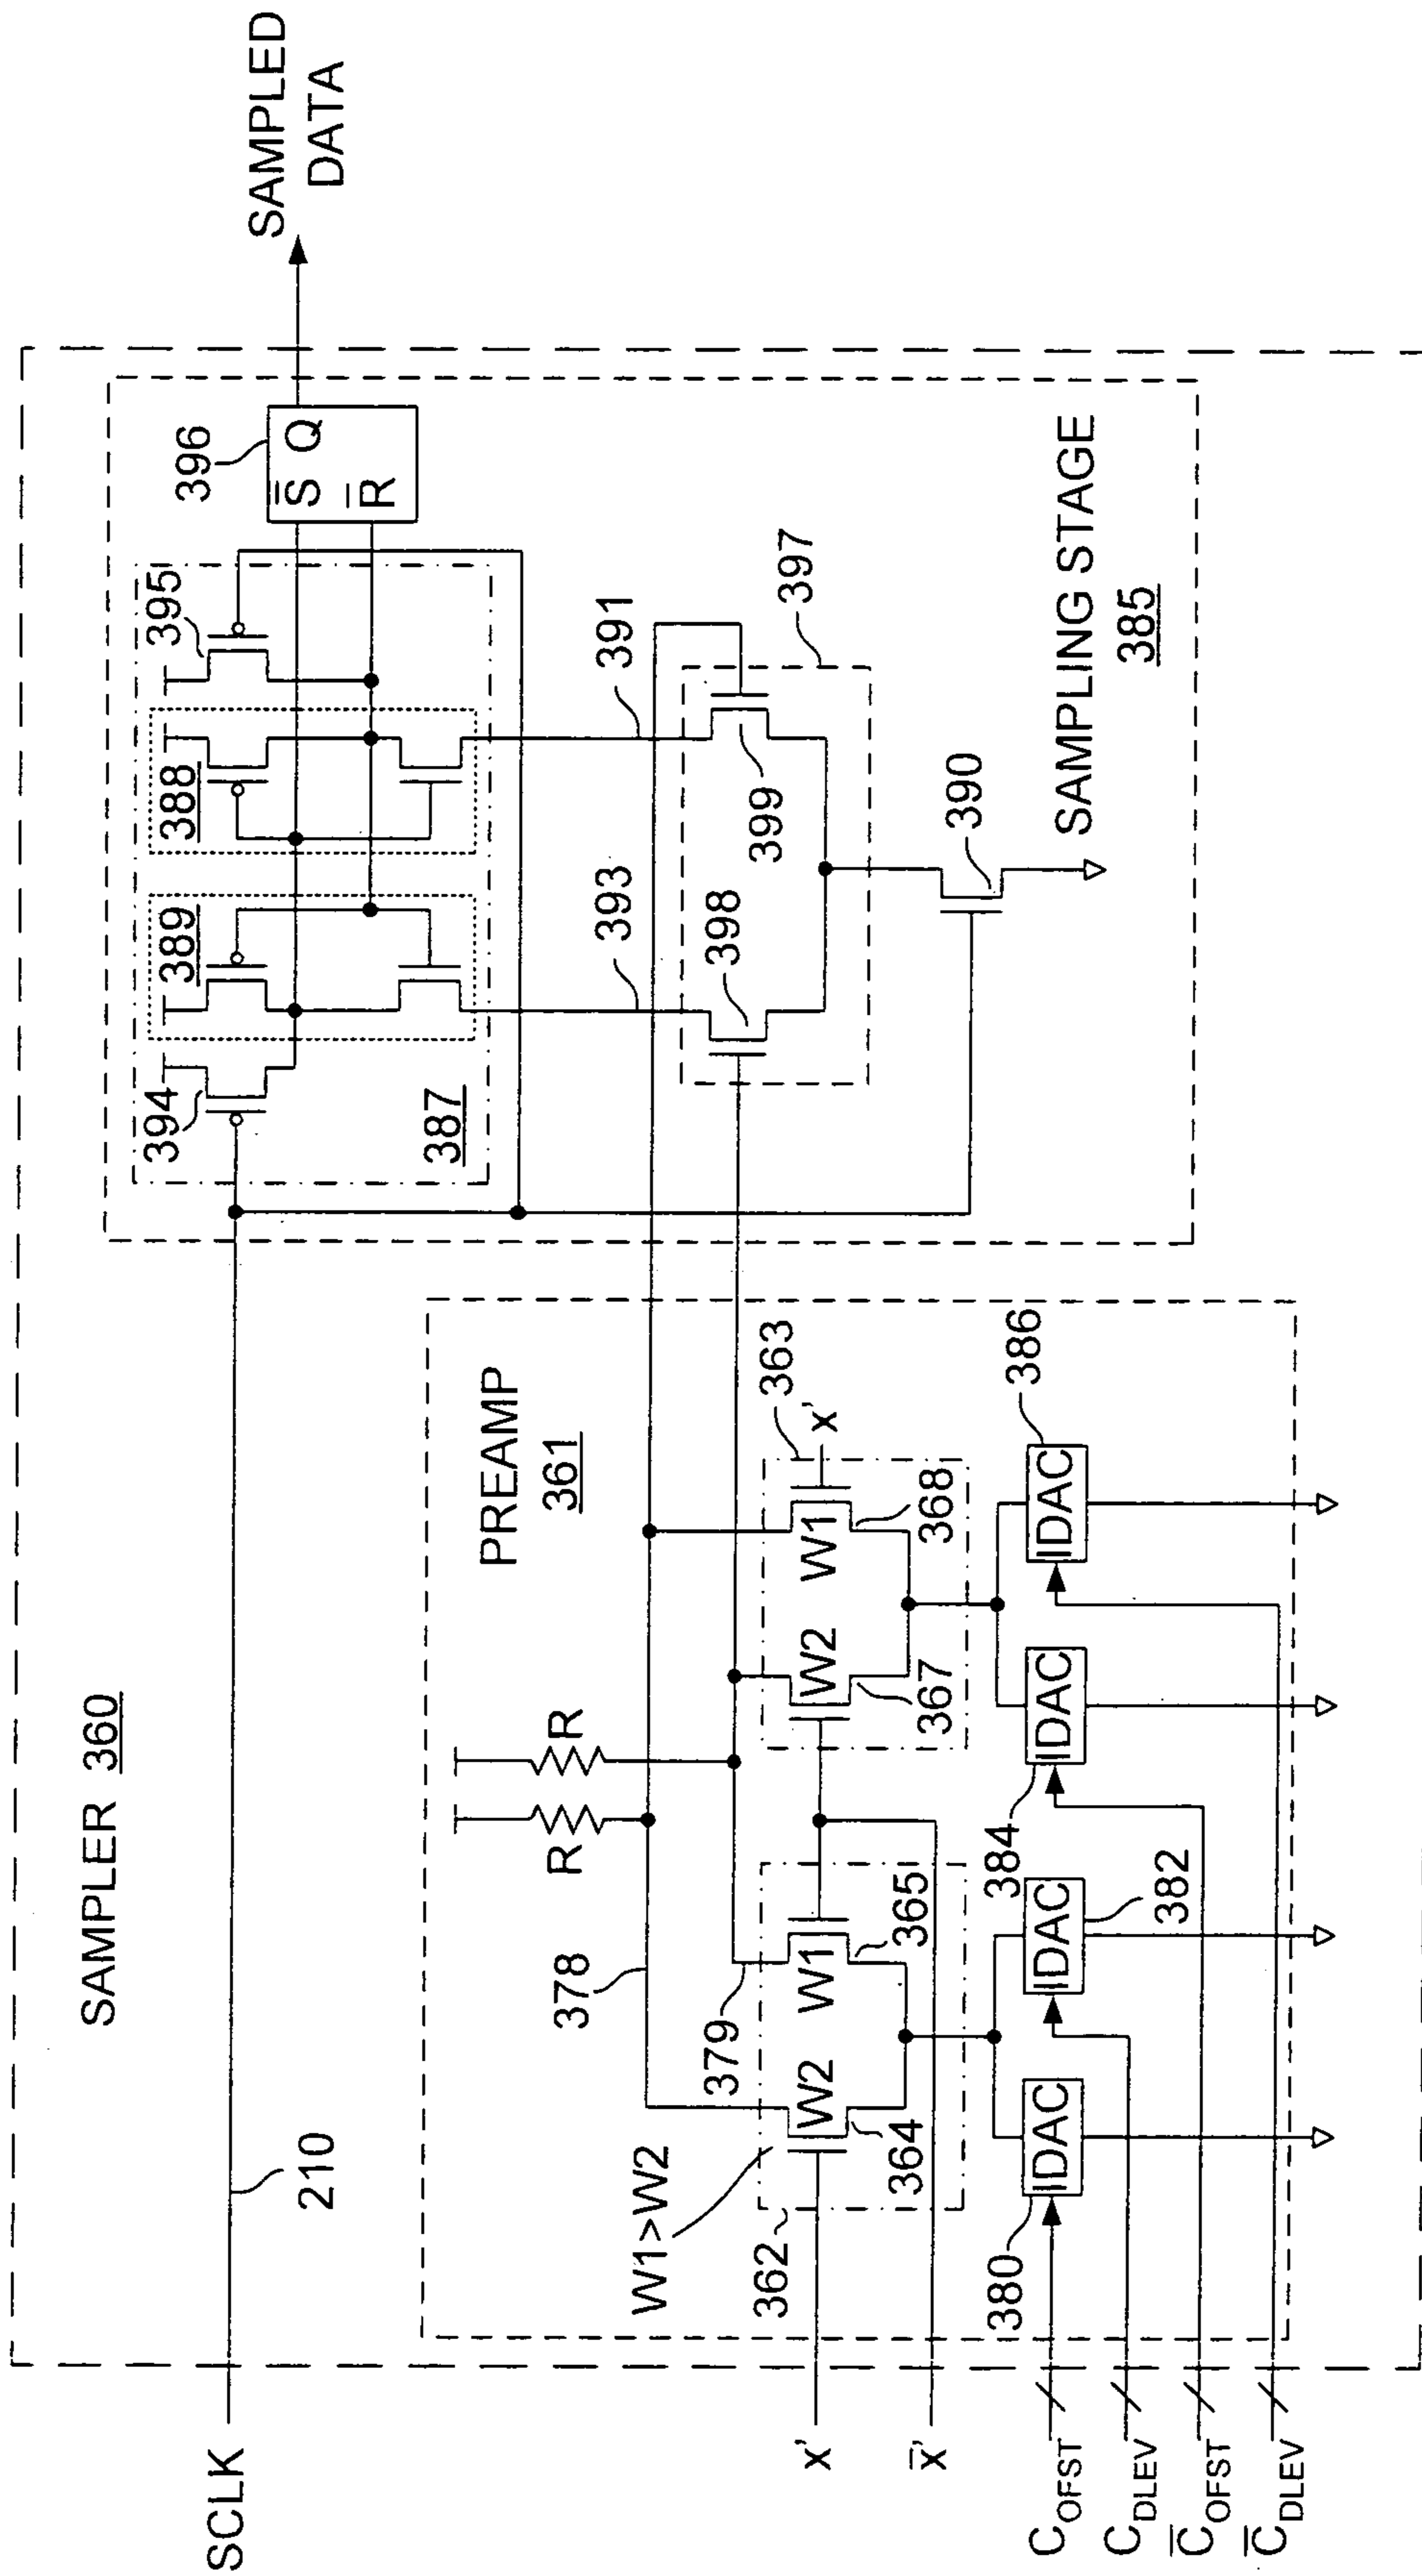 SAMPLER 360
SCLK
210
PREAMP
361
378
379
R
R
W1>W2
362
W2
364
W1
365
W2
367
W1
368
363
x'
x'
x̅'
380
IDAC
IDAC
382
384
IDAC
IDAC
386
C_OFST
C_DLEV
C̅_OFST
C̅_DLEV
394
389
388
395
387
396
S̅ Q
R̅
SAMPLED
DATA
393
391
398
399
397
390
SAMPLING STAGE
385